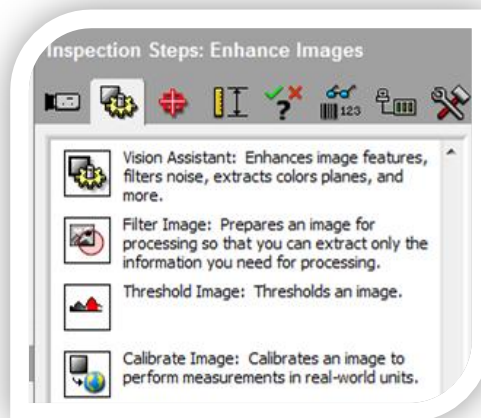 Inspection Steps: Enhance Images
?
123
Vision Assistant: Enhances image features,
filters noise, extracts colors planes, and
more.
Filter Image: Prepares an image for
processing so that you can extract only the
information you need for processing.
Threshold Image: Thresholds an image.
Calibrate Image: Calibrates an image to
perform measurements in real-world units.